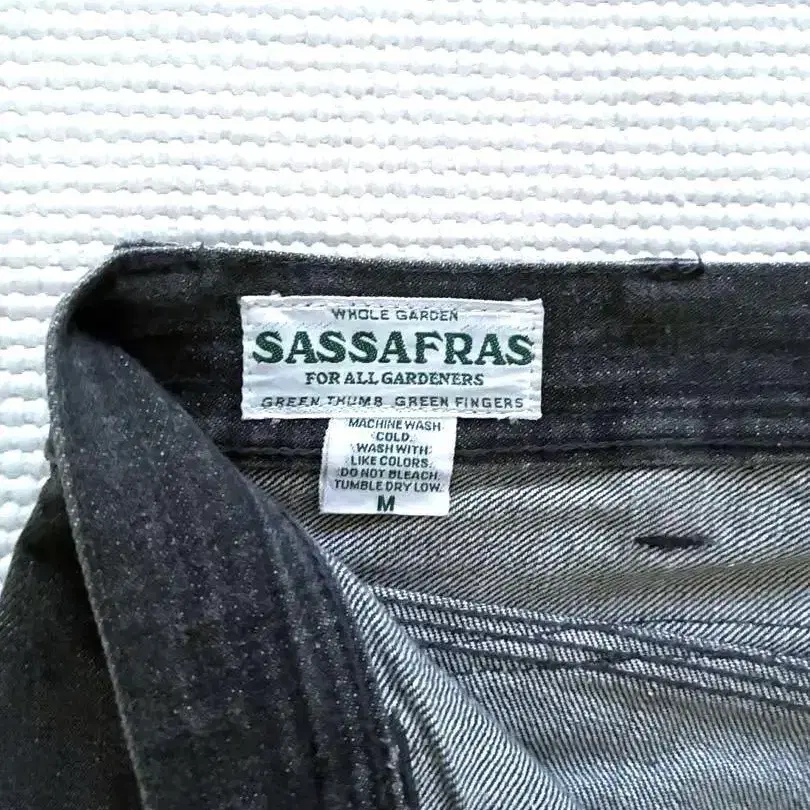 WHOLE GARDEN
SASSAFRAS
FOR ALL GARDENERS
GREEN THUMB GREEN FINGERS
MACHINE WASH
COLD.
WASH WITH
LIKE COLORS.
DO NOT BLEACH.
TUMBLE DRY LOW.
M